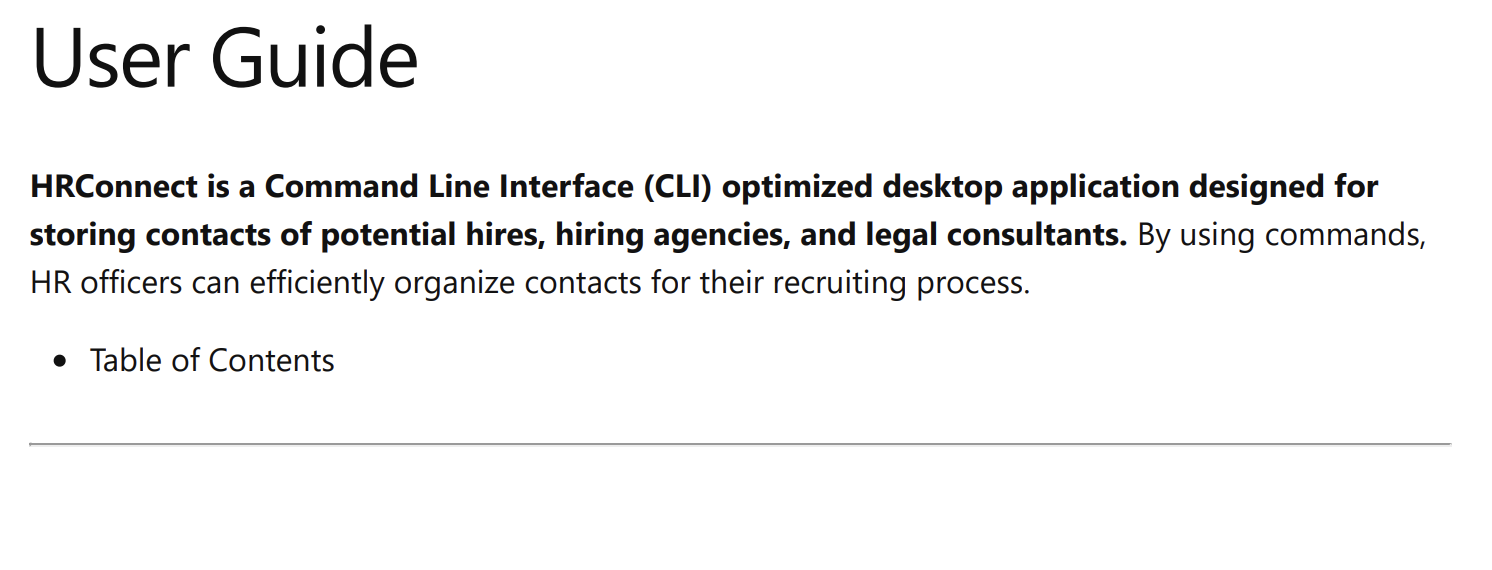 User Guide
HRConnect is a Command Line Interface (CLI) optimized desktop application designed for
storing contacts of potential hires, hiring agencies, and legal consultants. By using commands,
HR officers can efficiently organize contacts for their recruiting process.
• Table of Contents